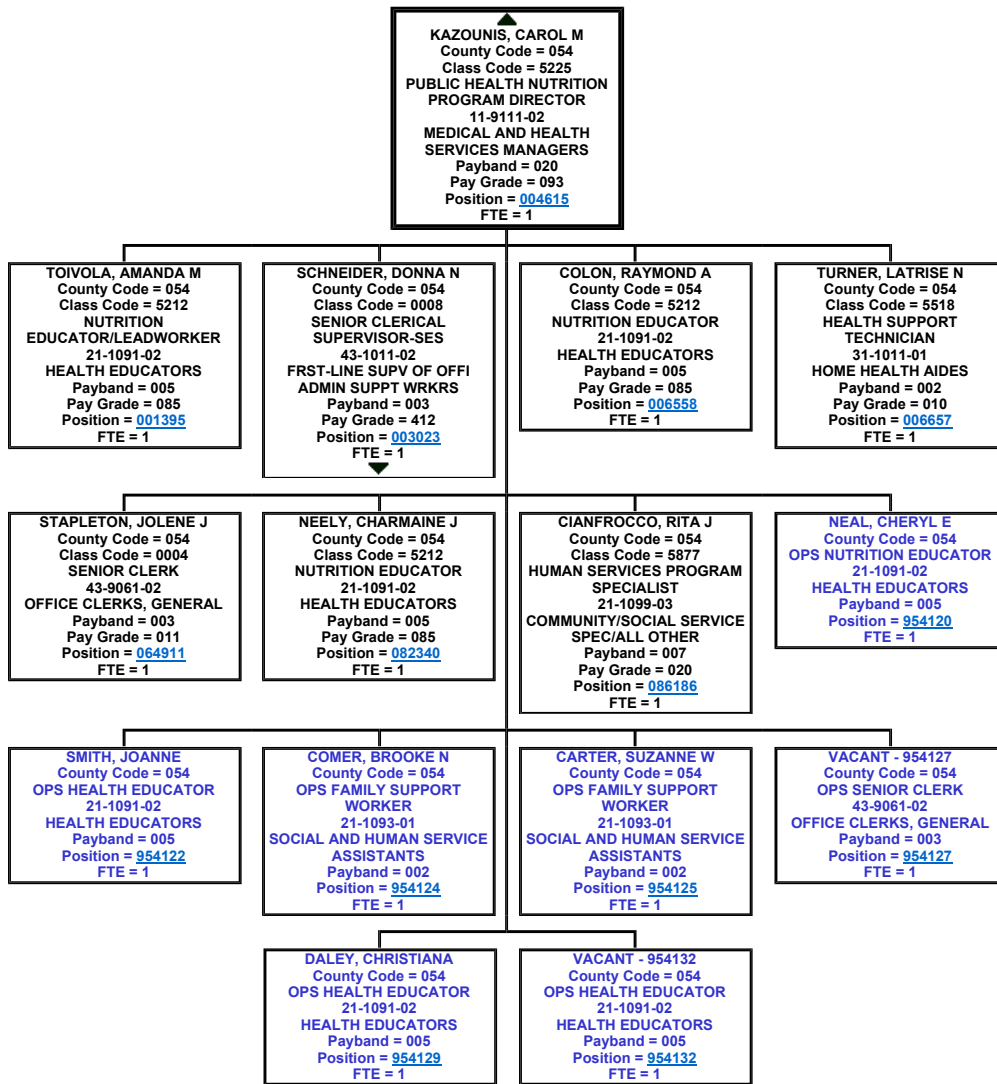 KAZOUNIS, CAROL M
County Code = 054
Class Code = 5225
PUBLIC HEALTH NUTRITION
PROGRAM DIRECTOR
11-9111-02
MEDICAL AND HEALTH
SERVICES MANAGERS
Payband = 020
Pay Grade = 093
Position = 004615
FTE = 1
TOIVOLA, AMANDA M
County Code = 054
Class Code = 5212
NUTRITION
EDUCATOR/LEADWORKER
21-1091-02
HEALTH EDUCATORS
Payband = 005
Pay Grade = 085
Position = 001395
FTE = 1
SCHNEIDER, DONNA N
County Code = 054
Class Code = 0008
SENIOR CLERICAL
SUPERVISOR-SES
43-1011-02
FRST-LINE SUPV OF OFFI
ADMIN SUPPT WRKRS
Payband = 003
Pay Grade = 412
Position = 003023
FTE = 1
COLON, RAYMOND A
County Code = 054
Class Code = 5212
NUTRITION EDUCATOR
21-1091-02
HEALTH EDUCATORS
Payband = 005
Pay Grade = 085
Position = 006558
FTE = 1
TURNER, LATRISE N
County Code = 054
Class Code = 5518
HEALTH SUPPORT
TECHNICIAN
31-1011-01
HOME HEALTH AIDES
Payband = 002
Pay Grade = 010
Position = 006657
FTE = 1
STAPLETON, JOLENE J
County Code = 054
Class Code = 0004
SENIOR CLERK
43-9061-02
OFFICE CLERKS, GENERAL
Payband = 003
Pay Grade = 011
Position = 064911
FTE = 1
NEELY, CHARMAINE J
County Code = 054
Class Code = 5212
NUTRITION EDUCATOR
21-1091-02
HEALTH EDUCATORS
Payband = 005
Pay Grade = 085
Position = 082340
FTE = 1
CIANFROCCO, RITA J
County Code = 054
Class Code = 5877
HUMAN SERVICES PROGRAM
SPECIALIST
21-1099-03
COMMUNITY/SOCIAL SERVICE
SPEC/ALL OTHER
Payband = 007
Pay Grade = 020
Position = 086186
FTE = 1
NEAL, CHERYL E
County Code = 054
OPS NUTRITION EDUCATOR
21-1091-02
HEALTH EDUCATORS
Payband = 005
Position = 954120
FTE = 1
SMITH, JOANNE
County Code = 054
OPS HEALTH EDUCATOR
21-1091-02
HEALTH EDUCATORS
Payband = 005
Position = 954122
FTE = 1
COMER, BROOKE N
County Code = 054
OPS FAMILY SUPPORT
WORKER
21-1093-01
SOCIAL AND HUMAN SERVICE
ASSISTANTS
Payband = 002
Position = 954124
FTE = 1
CARTER, SUZANNE W
County Code = 054
OPS FAMILY SUPPORT
WORKER
21-1093-01
SOCIAL AND HUMAN SERVICE
ASSISTANTS
Payband = 002
Position = 954125
FTE = 1
VACANT - 954127
County Code = 054
OPS SENIOR CLERK
43-9061-02
OFFICE CLERKS, GENERAL
Payband = 003
Position = 954127
FTE = 1
DALEY, CHRISTIANA
County Code = 054
OPS HEALTH EDUCATOR
21-1091-02
HEALTH EDUCATORS
Payband = 005
Position = 954129
FTE = 1
VACANT - 954132
County Code = 054
OPS HEALTH EDUCATOR
21-1091-02
HEALTH EDUCATORS
Payband = 005
Position = 954132
FTE = 1